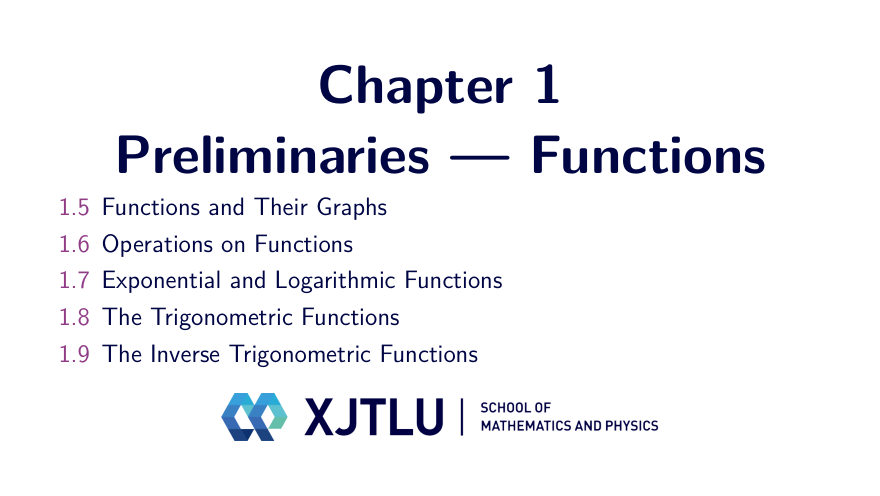 Chapter 1
Preliminaries — Functions
1.5 Functions and Their Graphs
1.6 Operations on Functions
1.7 Exponential and Logarithmic Functions
1.8 The Trigonometric Functions
1.9 The Inverse Trigonometric Functions
XJTLU
SCHOOL OF
MATHEMATICS AND PHYSICS